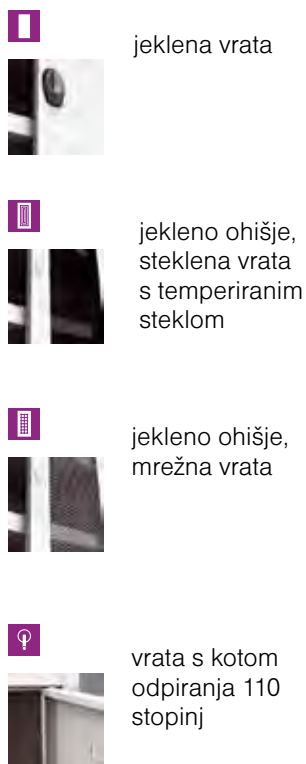 jeklena vrata
jekleno ohišje,
steklena vrata
s temperiranim
steklom
jekleno ohišje,
mrežna vrata
vrata s kotom
odpiranja 110
stopinj